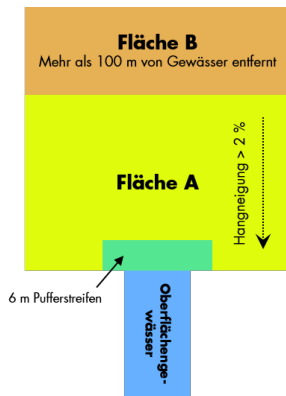 Fläche B
Mehr als 100 m von Gewässer entfernt
Fläche A
Hangneigung > 2 %
6 m Pufferstreifen
Oberflächenge-
wässer